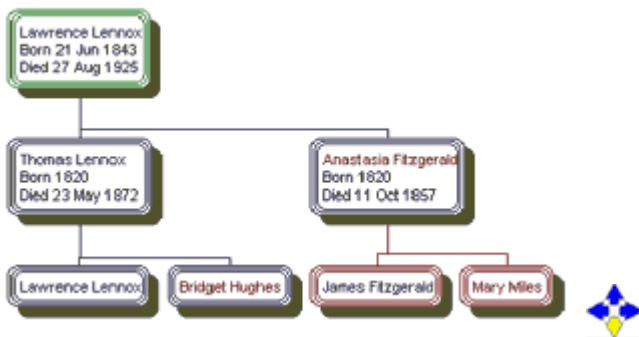 Lawrence Lennox
Born 21 Jun 1843
Died 27 Aug 1925
Thomas Lennox
Born 1820
Died 23 May 1872
Anastasia Fitzgerald
Born 1820
Died 11 Oct 1857
Lawrence Lennox
Bridget Hughes
James Fitzgerald
Mary Miles